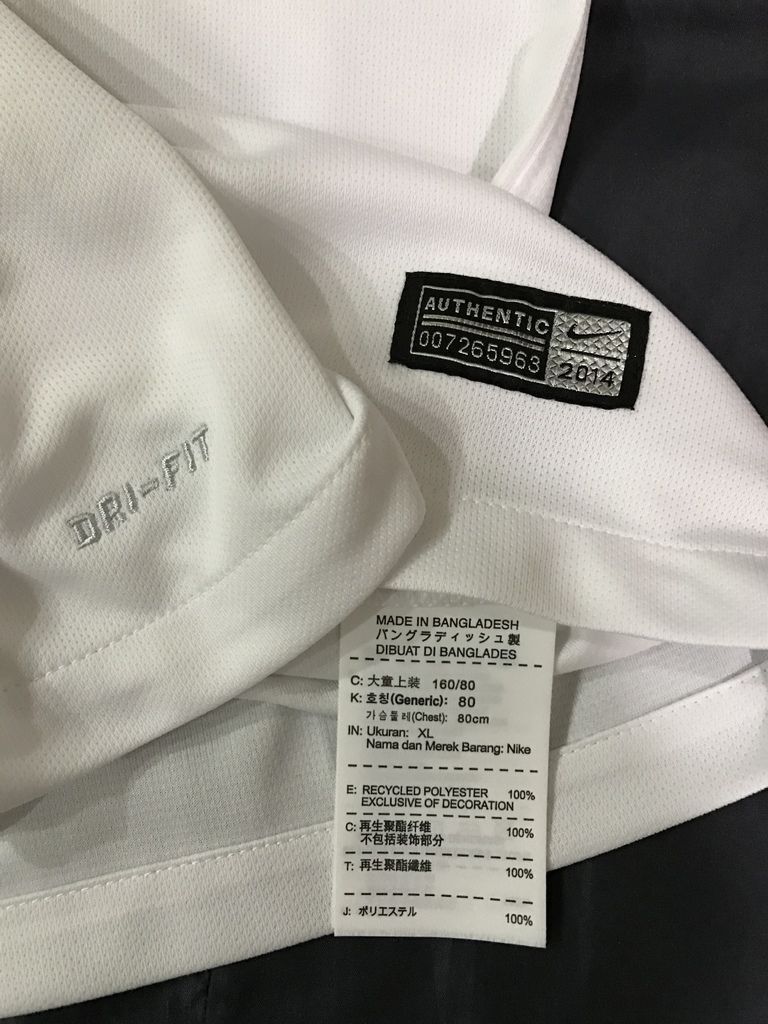 AUTHENTIC
007265963
2014
DRI-FIT
MADE IN BANGLADESH
バングラディッシュ製
DIBUAT DI BANGLADES
C: 大童上装 160/80
K: 호칭(Generic): 80
가슴둘레(Chest): 80cm
IN: Ukuran: XL
Nama dan Merek Barang: Nike
E: RECYCLED POLYESTER 100%
EXCLUSIVE OF DECORATION
C: 再生聚酯纤维 100%
不包括装饰部分
T: 再生聚酯纖維 100%
J: ポリエステル 100%